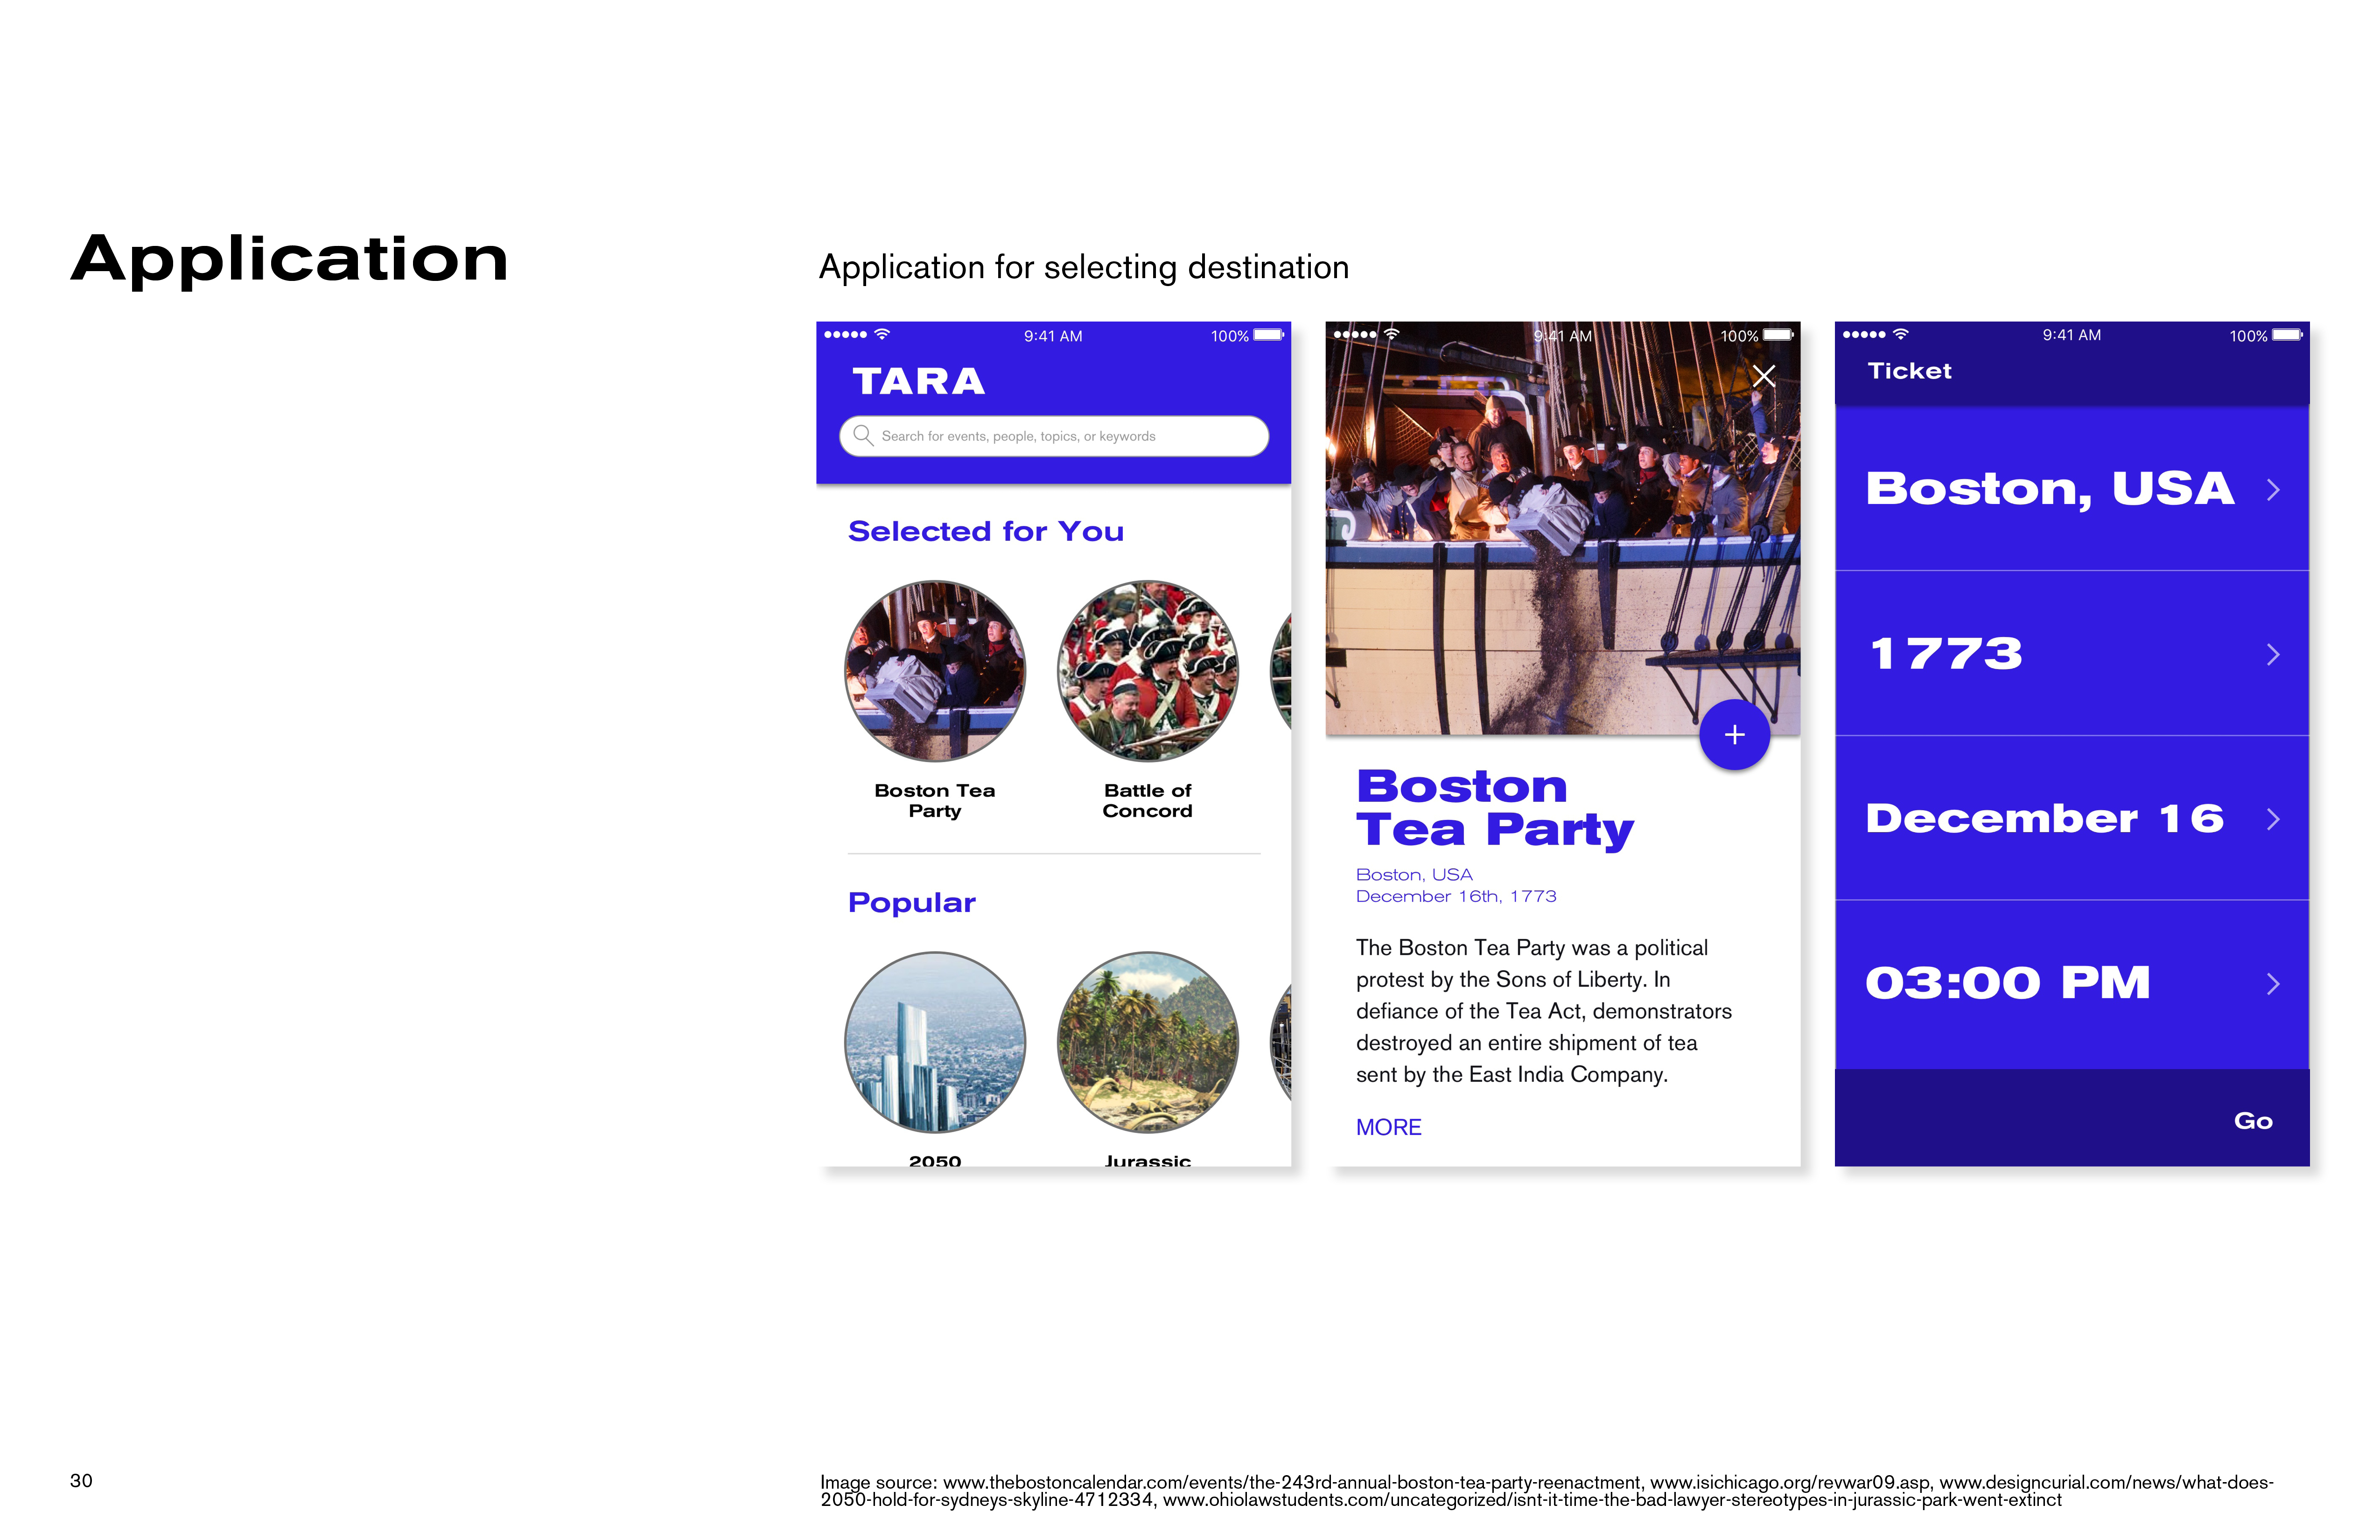 Application
Application for selecting destination
9:41 AM
100%
TARA
Search for events, people, topics, or keywords
Selected for You
Boston Tea
Party
Battle of
Concord
Popular
2050
Jurassic
9:41 AM
100%
Boston
Tea Party
Boston, USA
December 16th, 1773
The Boston Tea Party was a political
protest by the Sons of Liberty. In
defiance of the Tea Act, demonstrators
destroyed an entire shipment of tea
sent by the East India Company.
MORE
9:41 AM
100%
Ticket
Boston, USA
1773
December 16
03:00 PM
Go
30
Image source: www.thebostoncalendar.com/events/the-243rd-annual-boston-tea-party-reenactment, www.isichicago.org/revwar09.asp, www.designcurial.com/news/what-does-
2050-hold-for-sydneys-skyline-4712334, www.ohiolawstudents.com/uncategorized/isnt-it-time-the-bad-lawyer-stereotypes-in-jurassic-park-went-extinct